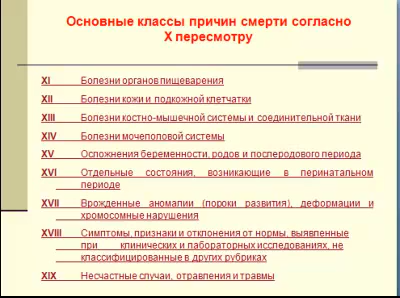 Основные классы причин смерти согласно
X пересмотру
XI Болезни органов пищеварения
XII Болезни кожи и подкожной клетчатки
XIII Болезни костно-мышечной системы и соединительной ткани
XIV Болезни мочеполовой системы
XV Осложнения беременности, родов и послеродового периода
XVI Отдельные состояния, возникающие в перинатальном
периоде
XVII Врожденные аномалии (пороки развития), деформации и
хромосомные нарушения
XVIII Симптомы, признаки и отклонения от нормы, выявленные
при клинических и лабораторных исследованиях, не
классифицированные в других рубриках
XIX Несчастные случаи, отравления и травмы